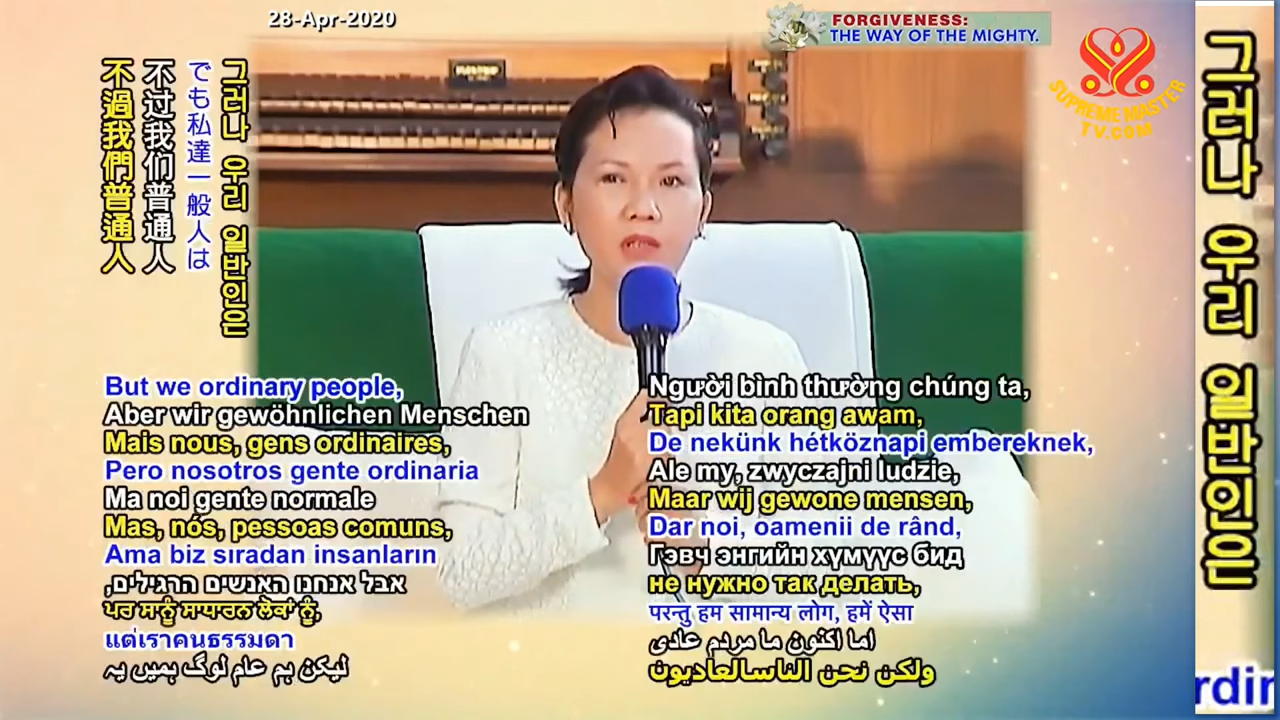 28-Apr-2020
FORGIVENESS:
THE WAY OF THE MIGHTY.
SUPREME MASTER
TV.COM
그러나 우리 일반인은
でも私達一般人は
不过我们普通人
不過我們普通人
But we ordinary people,
Aber wir gewöhnlichen Menschen
Mais nous, gens ordinaires,
Pero nosotros gente ordinaria
Ma noi gente normale
Mas, nós, pessoas comuns,
Ama biz sıradan insanların
אבל אנחנו האנשים הרגילים,
ਪਰ ਸਾਨੂੰ ਸਾਧਾਰਨ ਲੋਕਾਂ ਨੂੰ,
แต่เราคนธรรมดา
لیکن ہم عام لوگ ہمیں یہ
Người bình thường chúng ta,
Tapi kita orang awam,
De nekünk hétköznapi embereknek,
Ale my, zwyczajni ludzie,
Maar wij gewone mensen,
Dar noi, oamenii de rând,
Гэвч энгийн хүмүүс бид
не нужно так делать,
परन्तु हम सामान्य लोग, हमें ऐसा
اما اکنون ما مردم عادی
ولكن نحن الناسالعاديون
그러나 우리 일반인은
rdin